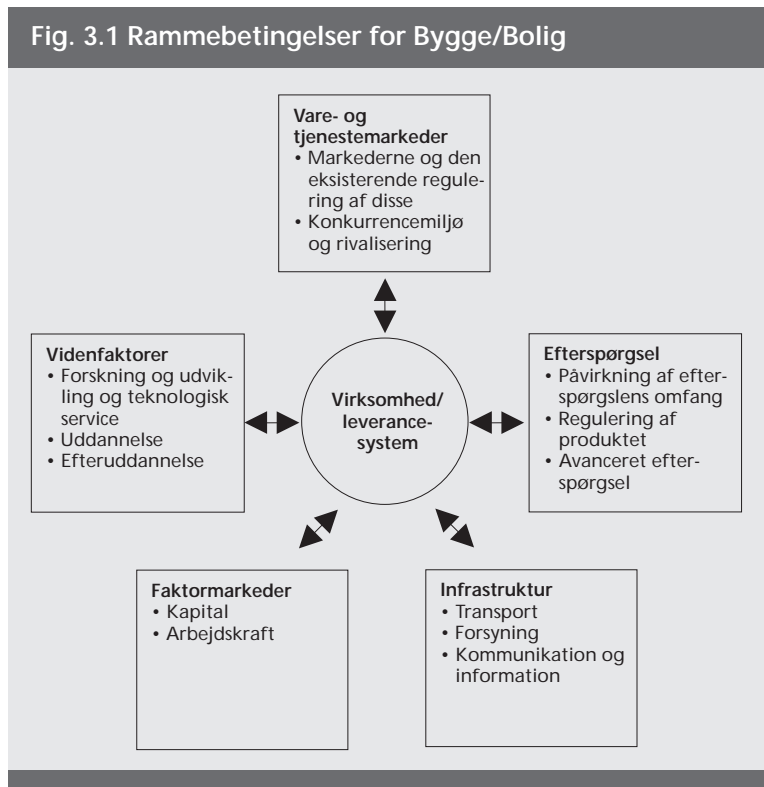 Fig. 3.1 Rammebetingelser for Bygge/Bolig
Vare- og
tjenestemarkeder
• Markederne og den
eksisterende regule-
ring af disse
• Konkurrencemiljø
og rivalisering
Videnfaktorer
• Forskning og udvik-
ling og teknologisk
service
• Uddannelse
• Efteruddannelse
Virksomhed/
leverance-
system
Efterspørgsel
• Påvirkning af efter-
spørgslens omfang
• Regulering af
produktet
• Avanceret efter-
spørgsel
Faktormarkeder
• Kapital
• Arbejdskraft
Infrastruktur
• Transport
• Forsyning
• Kommunikation og
information